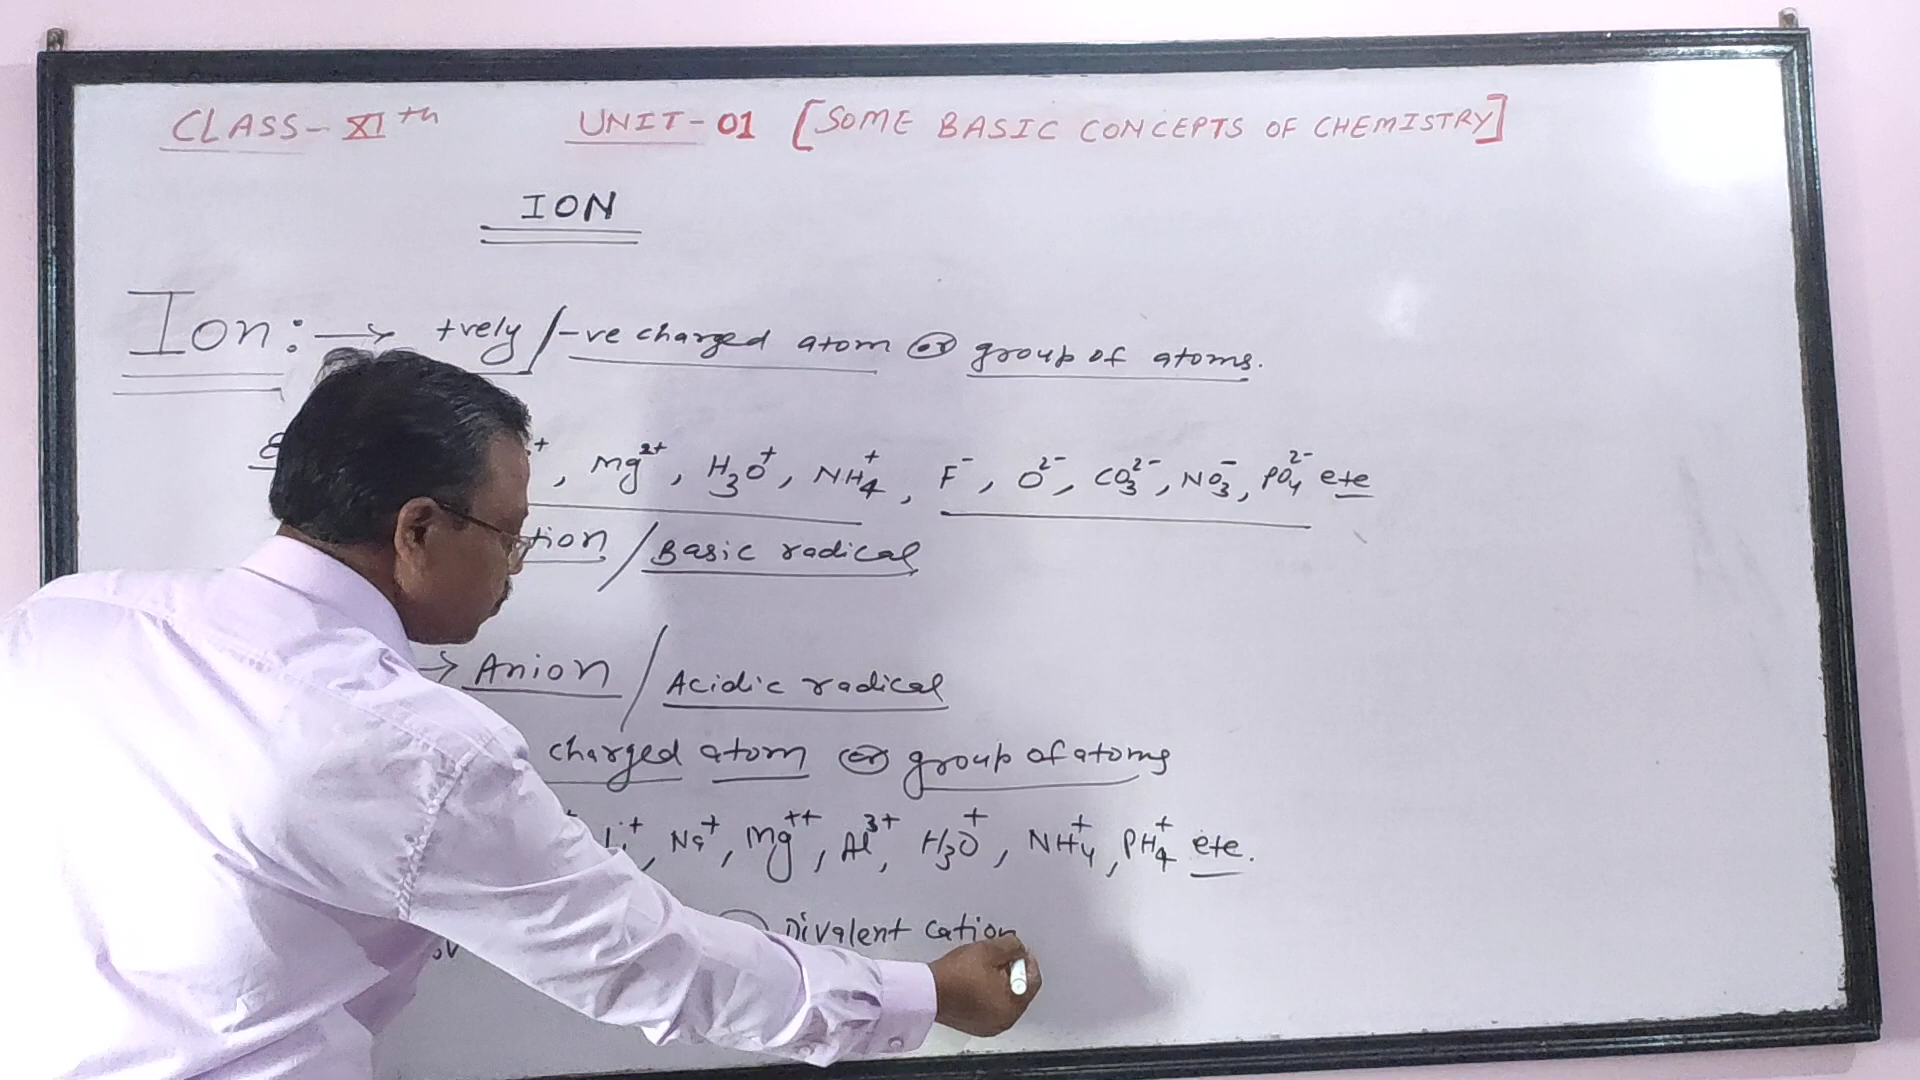 CLASS-XIth UNIT-01 [SOME BASIC CONCEPTS OF CHEMISTRY]
ION
Ion:→ +vely/-ve charged atom or group of atoms.
+, Mg2+, H3O+, NH4+, F-, O2-, CO32-, NO3-, PO42- ete
tion/Basic radical
→ Anion/Acidic radical
charged atom or group of atoms
Na+, Mg++, Al3+, H3O+, NH4+, PH4+ ete.
Divalent cation